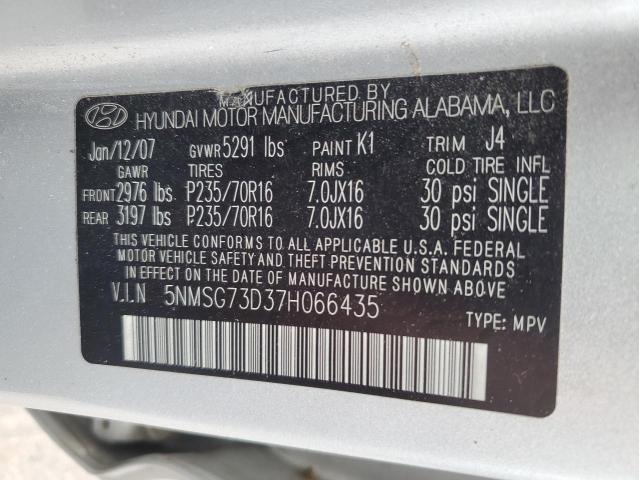 MANUFACTURED BY
HYUNDAI MOTOR MANUFACTURING ALABAMA, LLC
Jan/12/07 GVWR 5291 lbs PAINT K1 TRIM J4
GAWR TIRES RIMS COLD TIRE INFL
FRONT 2976 lbs P235/70R16 7.0JX16 30 psi SINGLE
REAR 3197 lbs P235/70R16 7.0JX16 30 psi SINGLE
THIS VEHICLE CONFORMS TO ALL APPLICABLE U.S.A. FEDERAL
MOTOR VEHICLE SAFETY AND THEFT PREVENTION STANDARDS
IN EFFECT ON THE DATE OF MANUFACTURE SHOWN ABOVE.
V.I.N 5NMSG73D37H066435
TYPE: MPV